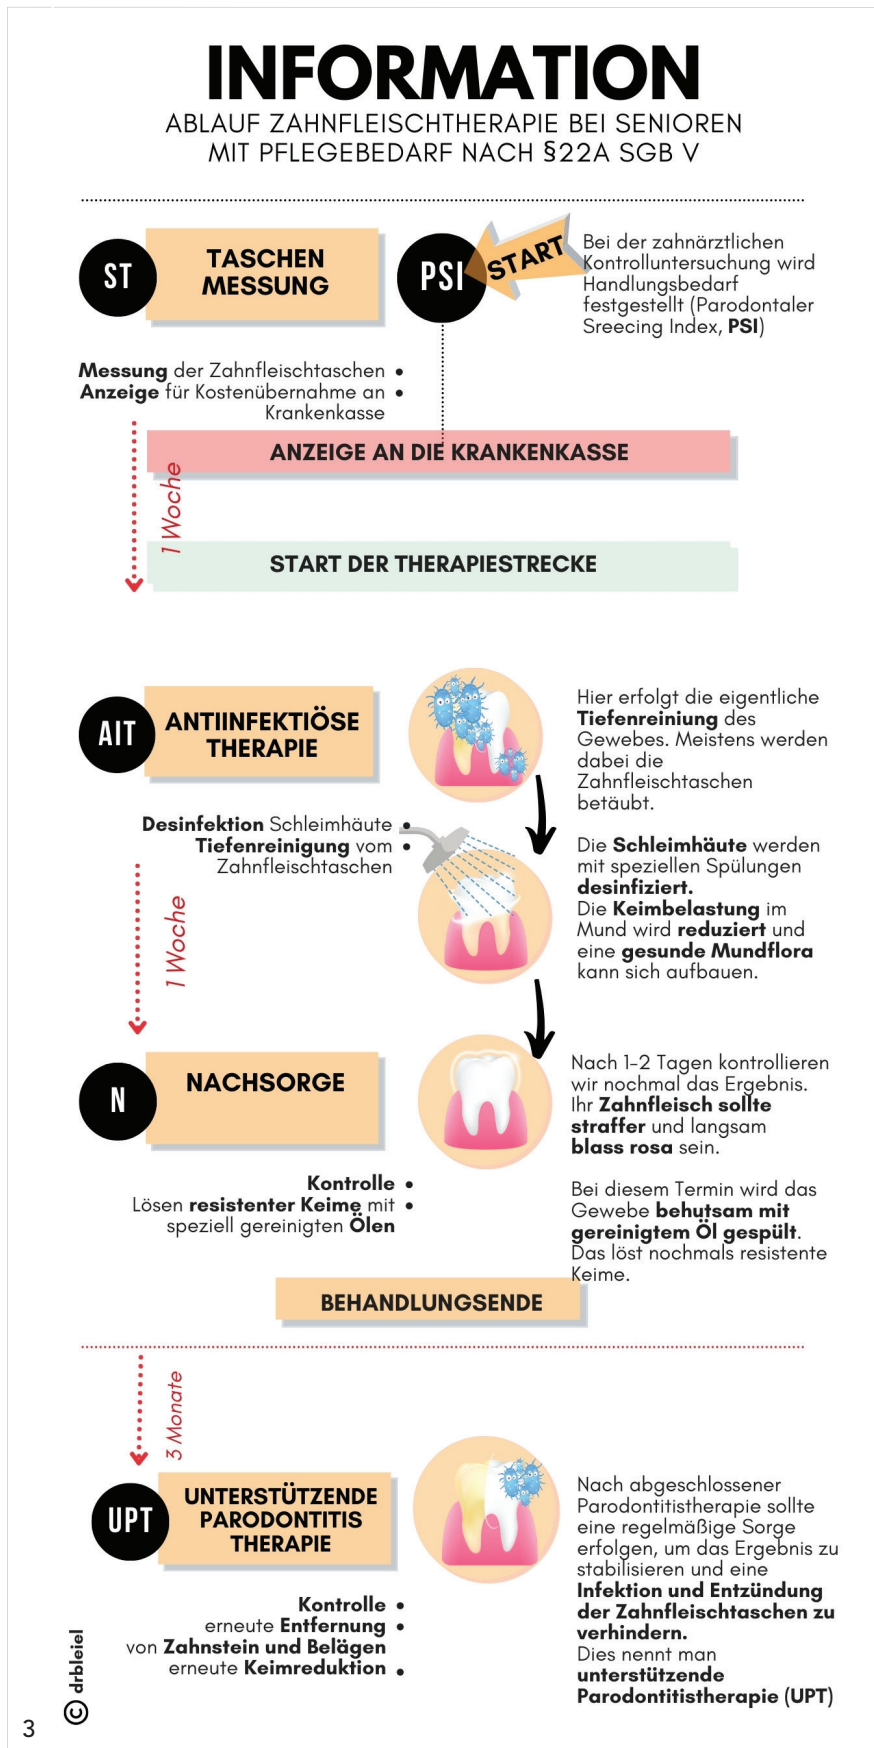 INFORMATION
ABLAUF ZAHNFLEISCHTHERAPIE BEI SENIOREN
MIT PFLEGEBEDARF NACH §22A SGB V
ST
TASCHEN
MESSUNG
PSI
START
Bei der zahnärztlichen
Kontrolluntersuchung wird
Handlungsbedarf
festgestellt (Parodontaler
Sreecing Index, PSI)
Messung der Zahnfleischtaschen •
Anzeige für Kostenübernahme an •
Krankenkasse
ANZEIGE AN DIE KRANKENKASSE
1 Woche
START DER THERAPIESTRECKE
AIT
ANTIINFEKTIÖSE
THERAPIE
Hier erfolgt die eigentliche
Tiefenreiniung des
Gewebes. Meistens werden
dabei die
Zahnfleischtaschen
betäubt.
Desinfektion Schleimhäute •
Tiefenreinigung vom •
Zahnfleischtaschen
Die Schleimhäute werden
mit speziellen Spülungen
desinfiziert.
Die Keimbelastung im
Mund wird reduziert und
eine gesunde Mundflora
kann sich aufbauen.
1 Woche
N
NACHSORGE
Nach 1-2 Tagen kontrollieren
wir nochmal das Ergebnis.
Ihr Zahnfleisch sollte
straffer und langsam
blass rosa sein.
Kontrolle •
Lösen resistenter Keime mit •
speziell gereinigten Ölen
Bei diesem Termin wird das
Gewebe behutsam mit
gereinigtem Öl gespült.
Das löst nochmals resistente
Keime.
BEHANDLUNGSENDE
3 Monate
UPT
UNTERSTÜTZENDE
PARODONTITIS
THERAPIE
Nach abgeschlossener
Parodontitistherapie sollte
eine regelmäßige Sorge
erfolgen, um das Ergebnis zu
stabilisieren und eine
Infektion und Entzündung
der Zahnfleischtaschen zu
verhindern.
Dies nennt man
unterstützende
Parodontitistherapie (UPT)
Kontrolle •
erneute Entfernung •
von Zahnstein und Belägen
erneute Keimreduktion •
© drbleiel
3